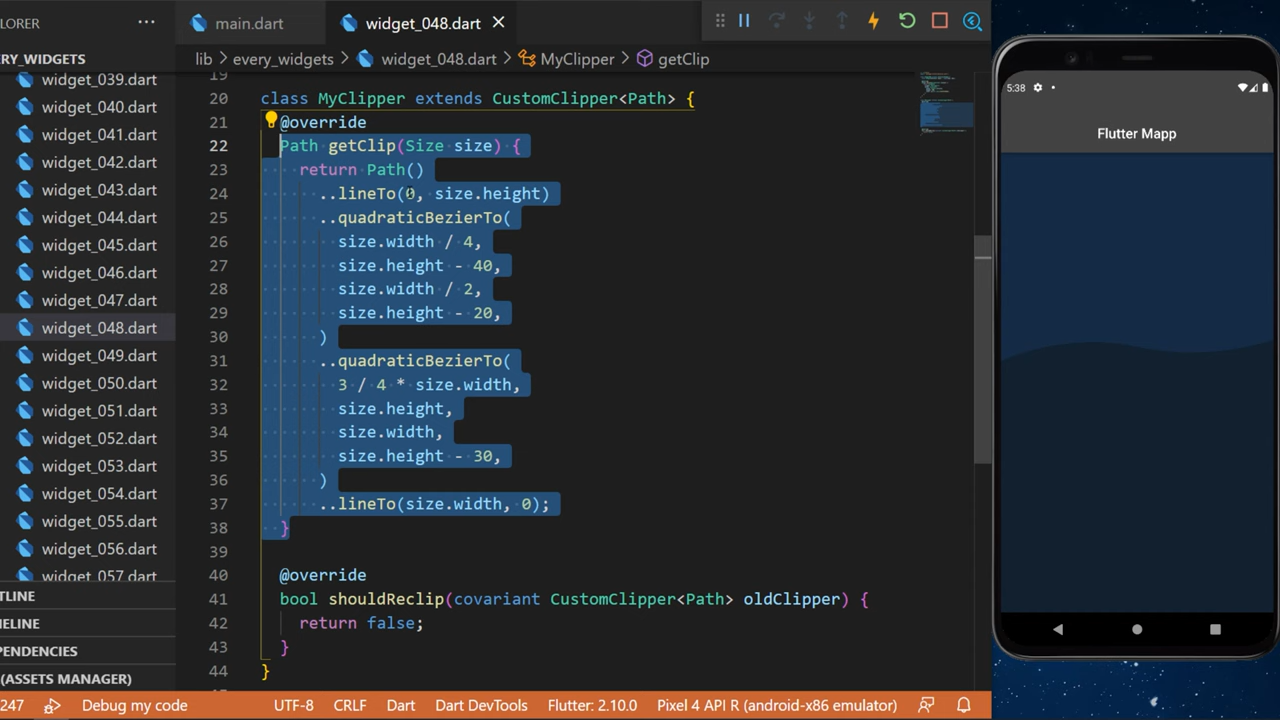 LORER
main.dart
widget_048.dart
RY_WIDGETS
lib > every_widgets > widget_048.dart > MyClipper > getClip
widget_039.dart
widget_040.dart
widget_041.dart
widget_042.dart
widget_043.dart
widget_044.dart
widget_045.dart
widget_046.dart
widget_047.dart
widget_048.dart
widget_049.dart
widget_050.dart
widget_051.dart
widget_052.dart
widget_053.dart
widget_054.dart
widget_055.dart
widget_056.dart
widget_057.dart
TLINE
MELINE
PENDENCIES
(ASSETS MANAGER)
19
20 class MyClipper extends CustomClipper<Path> {
21 @override
22 Path getClip(Size size) {
23 return Path()
24 ..lineTo(0, size.height)
25 ..quadraticBezierTo(
26 size.width / 4,
27 size.height - 40,
28 size.width / 2,
29 size.height - 20,
30 )
31 ..quadraticBezierTo(
32 3 / 4 * size.width,
33 size.height,
34 size.width,
35 size.height - 30,
36 )
37 ..lineTo(size.width, 0);
38 }
39
40 @override
41 bool shouldReclip(covariant CustomClipper<Path> oldClipper) {
42 return false;
43 }
44 }
5:38
Flutter Mapp
247 Debug my code UTF-8 CRLF Dart Dart DevTools Flutter: 2.10.0 Pixel 4 API R (android-x86 emulator)